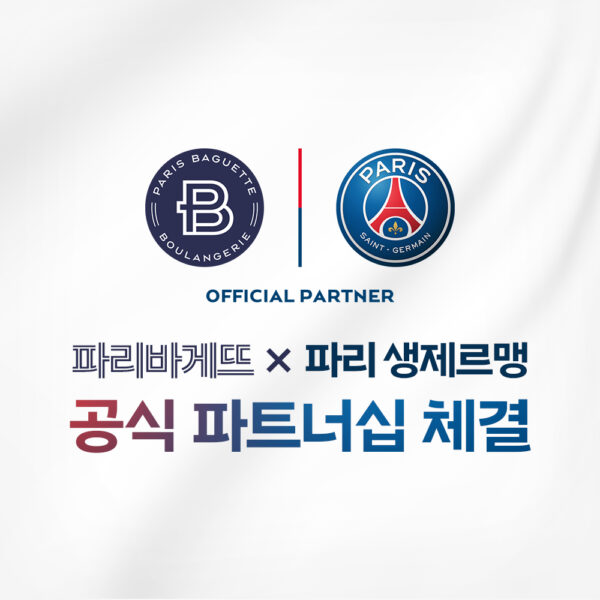 PARIS BAGUETTE
PB
BOULANGERIE
PARIS
SAINT-GERMAIN
OFFICIAL PARTNER
파리바게뜨 × 파리 생제르맹
공식 파트너십 체결